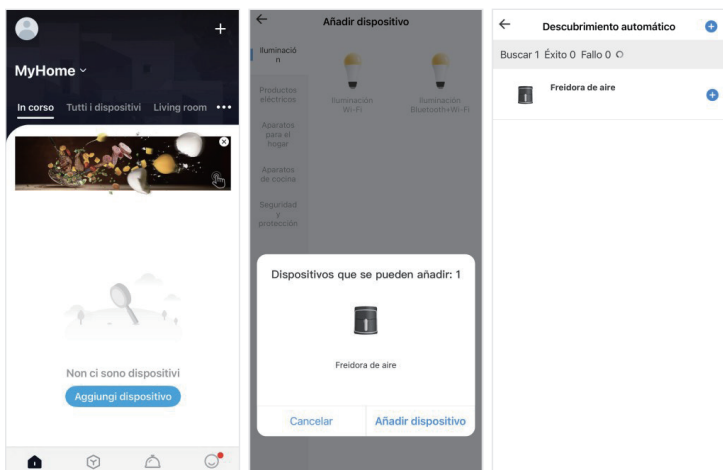 MyHome
In corso Tutti i dispositivi Living room
Non ci sono dispositivi
Aggiungi dispositivo
Añadir dispositivo
Iluminació
n
Productos
eléctricos
Aparatos
para el
hogar
Aparatos
de cocina
Seguridad
y
protección
Iluminación
Wi-Fi
Iluminación
Bluetooth+Wi-Fi
Dispositivos que se pueden añadir: 1
Freidora de aire
Cancelar Añadir dispositivo
Descubrimiento automático
Buscar 1 Éxito 0 Fallo 0
Freidora de aire